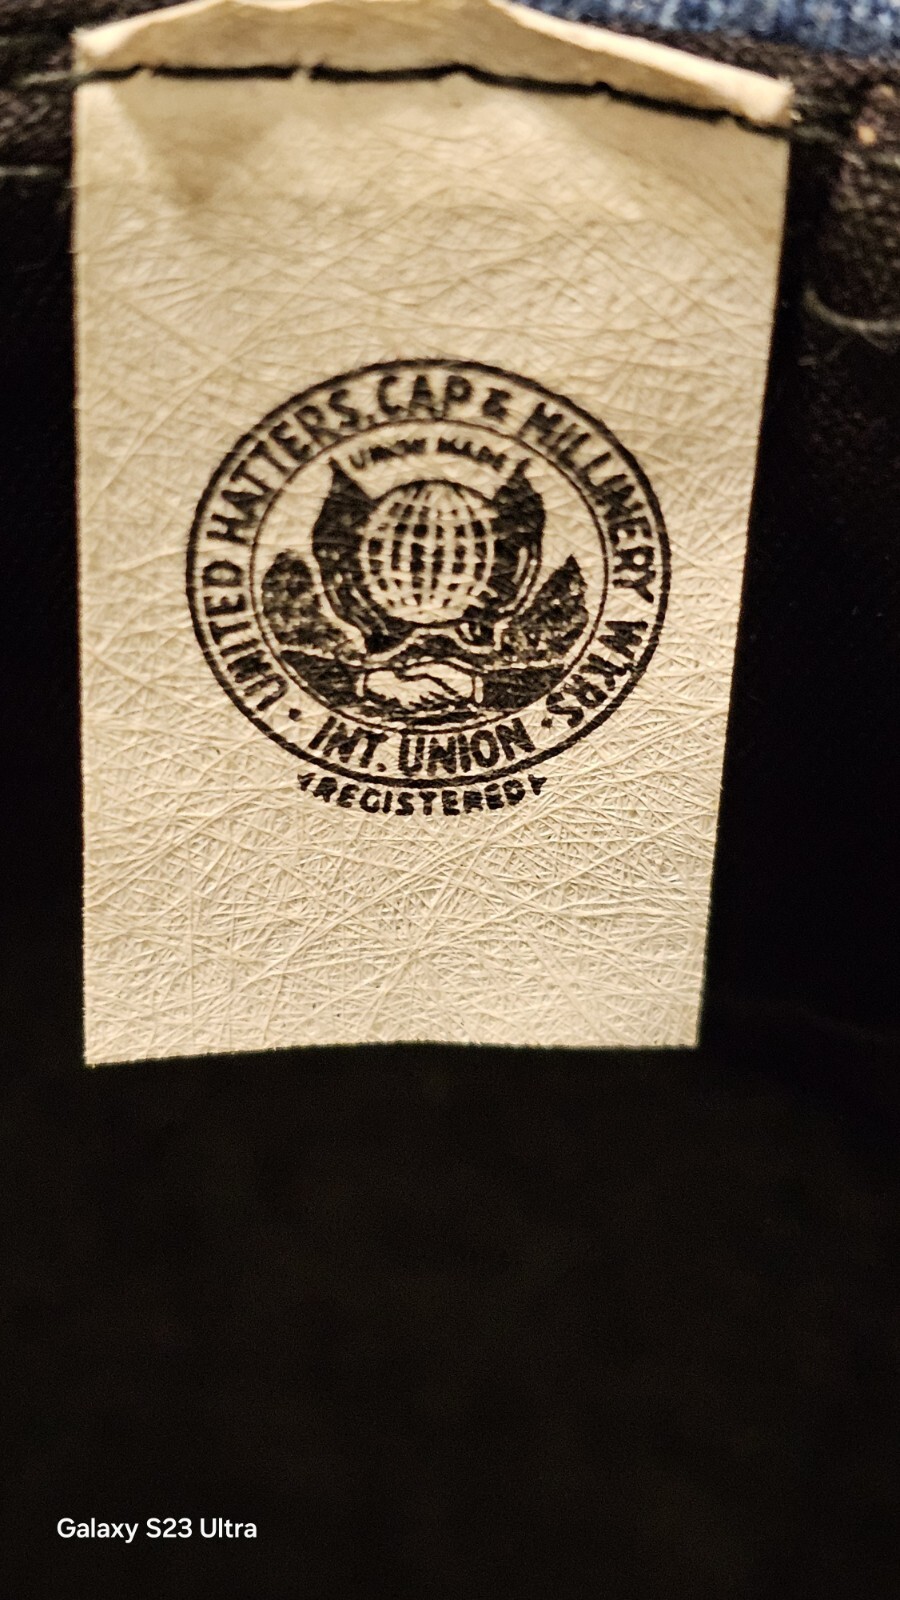 UNITED HATTERS, CAP & MILLINERY WKRS
UNION MADE
INT. UNION
REGISTERED
Galaxy S23 Ultra